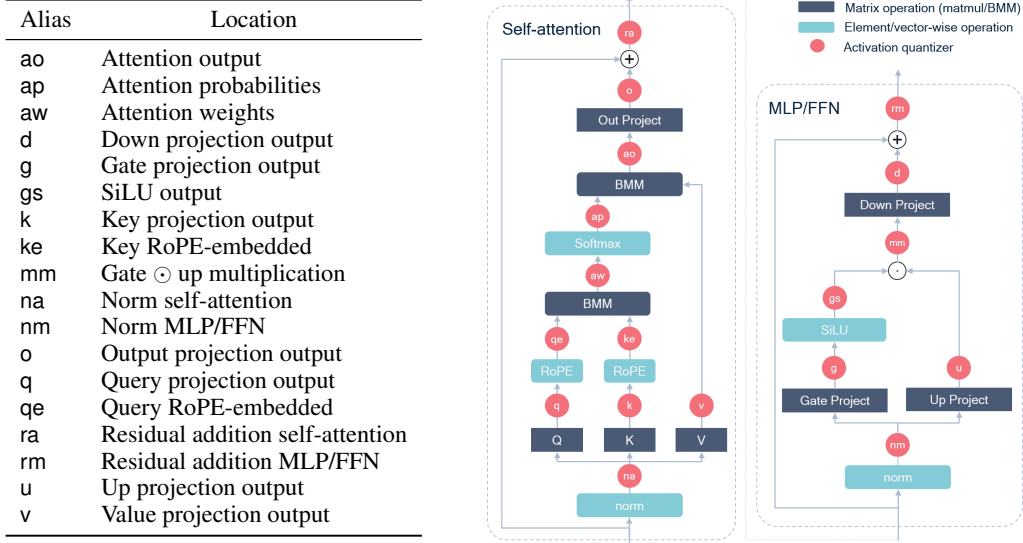 Alias Location
ao Attention output
ap Attention probabilities
aw Attention weights
d Down projection output
g Gate projection output
gs SiLU output
k Key projection output
ke Key RoPE-embedded
mm Gate ⊙ up multiplication
na Norm self-attention
nm Norm MLP/FFN
o Output projection output
q Query projection output
qe Query RoPE-embedded
ra Residual addition self-attention
rm Residual addition MLP/FFN
u Up projection output
v Value projection output
Self-attention
ra
+
o
Out Project
ao
BMM
ap
Softmax
aw
BMM
qe ke
RoPE RoPE
q k v
Q K V
na
norm
Matrix operation (matmul/BMM)
Element/vector-wise operation
Activation quantizer
MLP/FFN
rm
+
d
Down Project
mm
·
gs
SiLU
g u
Gate Project Up Project
nm
norm